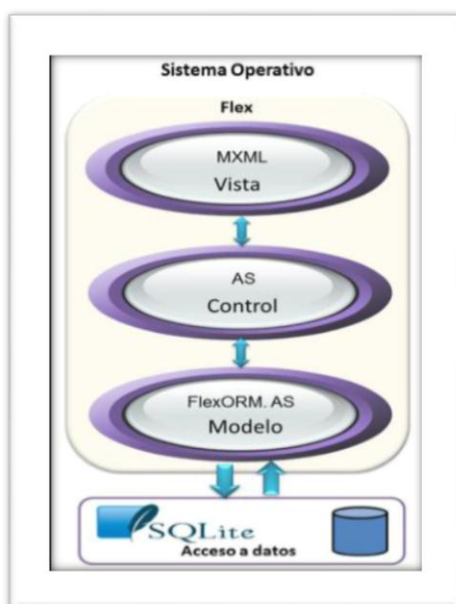 Sistema Operativo
Flex
MXML
Vista
AS
Control
FlexORM. AS
Modelo
SQLite
Acceso a datos